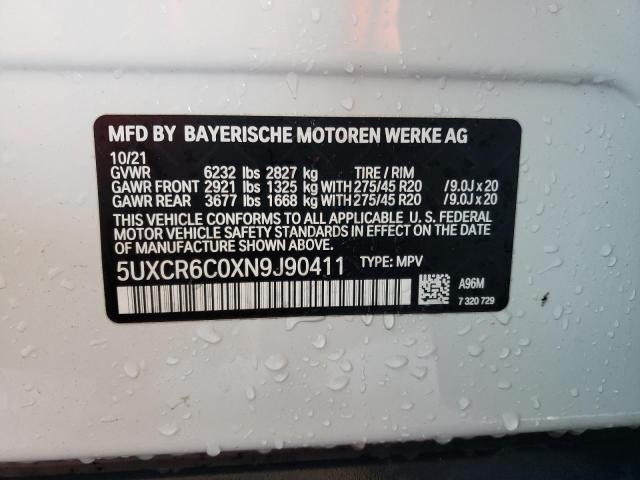 MFD BY BAYERISCHE MOTOREN WERKE AG
10/21
GVWR 6232 lbs 2827 kg TIRE / RIM
GAWR FRONT 2921 lbs 1325 kg WITH 275/45 R20 / 9.0J x 20
GAWR REAR 3677 lbs 1668 kg WITH 275/45 R20 / 9.0J x 20
THIS VEHICLE CONFORMS TO ALL APPLICABLE U. S. FEDERAL
MOTOR VEHICLE SAFETY STANDARDS IN EFFECT ON THE
DATE OF MANUFACTURE SHOWN ABOVE.
5UXCR6C0XN9J90411 TYPE: MPV
A96M
7 320 729